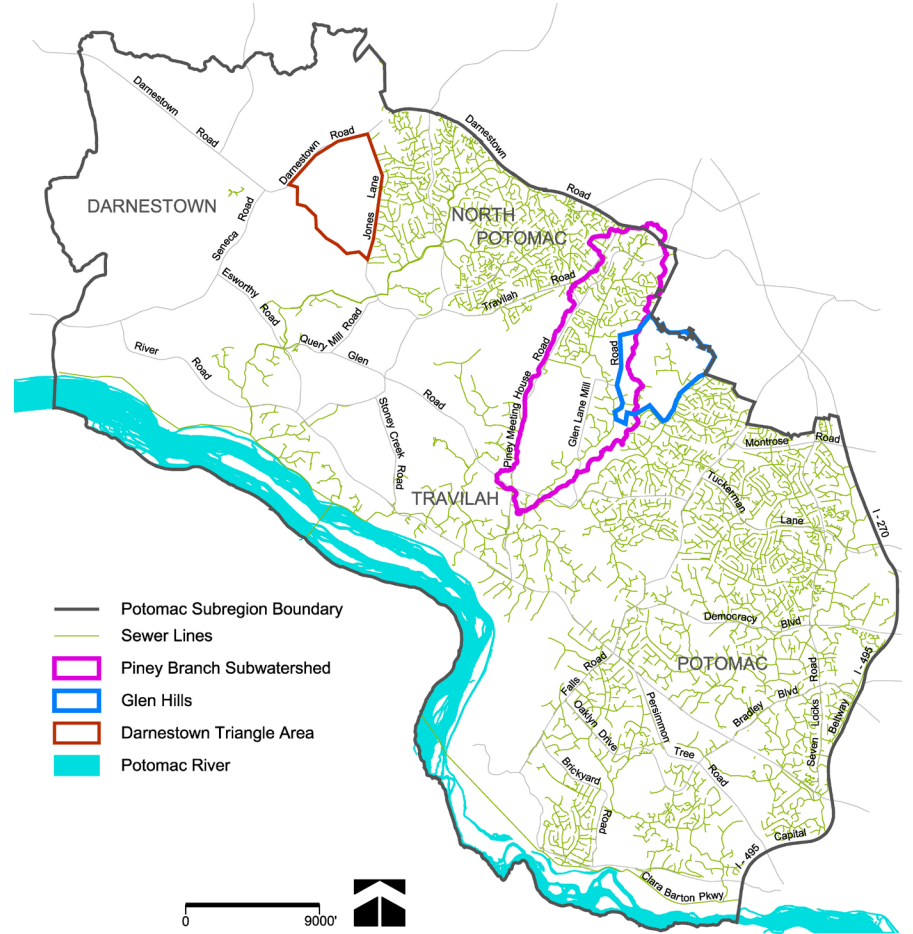 Darnestown
Road
Darnestown
Road
Darnestown
Road
DARNESTOWN
Jones
Lane
NORTH
POTOMAC
Seneca
Road
Esworthy
Road
Travilah
Road
Query
Mill
Road
River
Road
Glen
Road
Stoney Creek
Road
Piney Meeting House
Road
Glen Lane Mill
Road
Montrose
Road
TRAVILAH
Tuckerman
Lane
I - 270
Potomac Subregion Boundary
Sewer Lines
Piney Branch Subwatershed
Glen Hills
Darnestown Triangle Area
Potomac River
Democracy
Blvd
POTOMAC
Falls
Road
Oaklyn
Drive
Persimmon
Tree
Road
Bradley
Blvd
Seven
Locks
Road
I - 495
Beltway
Capital
Brickyard
Road
I - 495
Clara Barton Pkwy
0
9000'